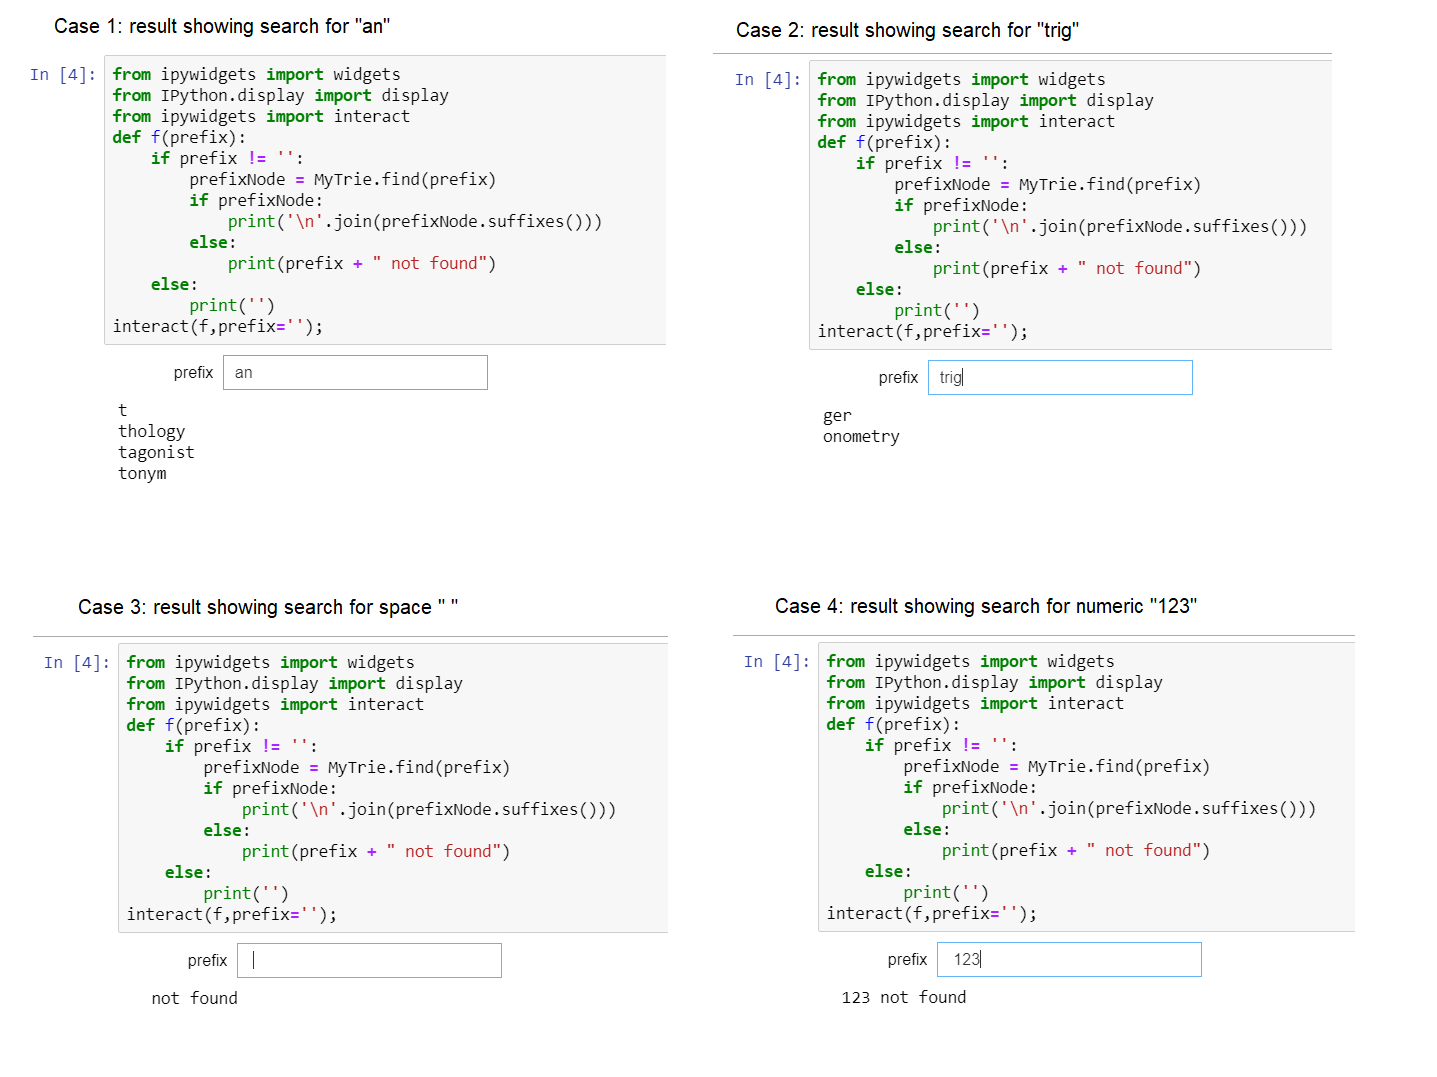 Case 1: result showing search for "an"
In [4]: from ipywidgets import widgets
from IPython.display import display
from ipywidgets import interact
def f(prefix):
    if prefix != '':
        prefixNode = MyTrie.find(prefix)
        if prefixNode:
            print('\n'.join(prefixNode.suffixes()))
        else:
            print(prefix + " not found")
    else:
        print('')
interact(f,prefix='');
prefix an
t
thology
tagonist
tonym
Case 2: result showing search for "trig"
In [4]: from ipywidgets import widgets
from IPython.display import display
from ipywidgets import interact
def f(prefix):
    if prefix != '':
        prefixNode = MyTrie.find(prefix)
        if prefixNode:
            print('\n'.join(prefixNode.suffixes()))
        else:
            print(prefix + " not found")
    else:
        print('')
interact(f,prefix='');
prefix trig
ger
onometry
Case 3: result showing search for space " "
In [4]: from ipywidgets import widgets
from IPython.display import display
from ipywidgets import interact
def f(prefix):
    if prefix != '':
        prefixNode = MyTrie.find(prefix)
        if prefixNode:
            print('\n'.join(prefixNode.suffixes()))
        else:
            print(prefix + " not found")
    else:
        print('')
interact(f,prefix='');
prefix
not found
Case 4: result showing search for numeric "123"
In [4]: from ipywidgets import widgets
from IPython.display import display
from ipywidgets import interact
def f(prefix):
    if prefix != '':
        prefixNode = MyTrie.find(prefix)
        if prefixNode:
            print('\n'.join(prefixNode.suffixes()))
        else:
            print(prefix + " not found")
    else:
        print('')
interact(f,prefix='');
prefix 123
123 not found